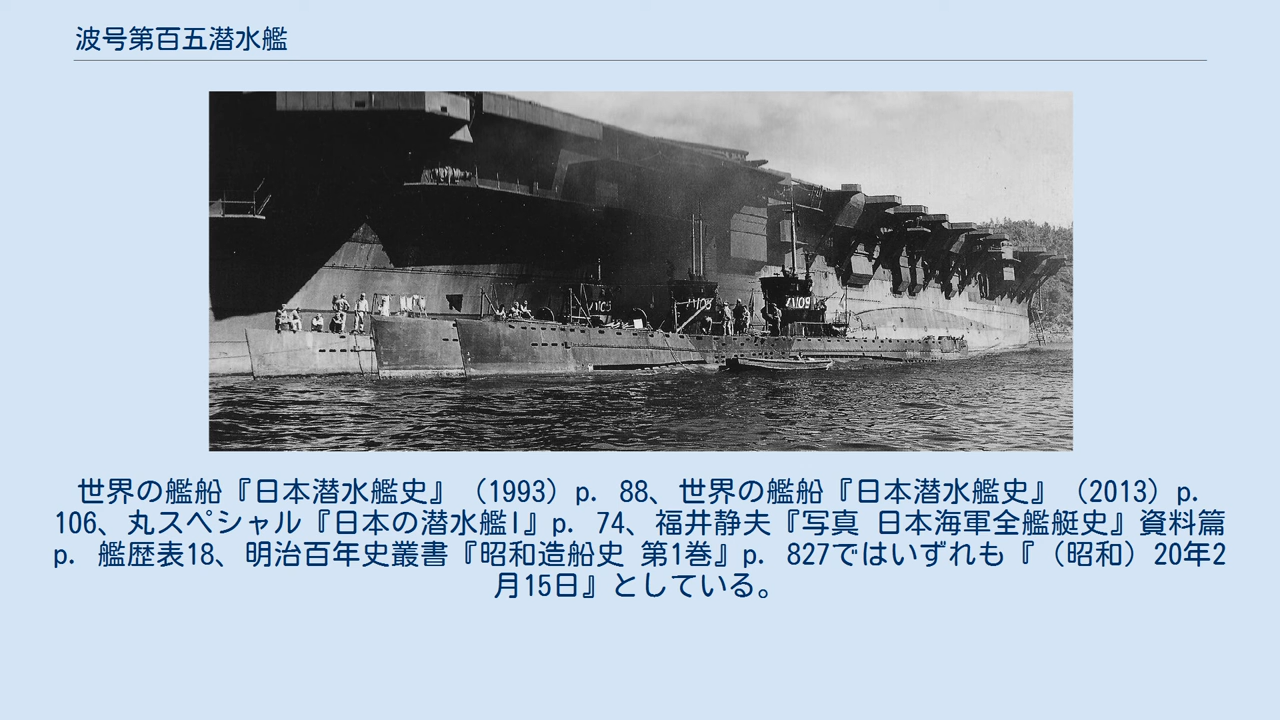 波号第百五潜水艦
ハ109
世界の艦船『日本潜水艦史』（1993）p. 88、世界の艦船『日本潜水艦史』（2013）p.
106、丸スペシャル『日本の潜水艦I』p. 74、福井静夫『写真 日本海軍全艦艇史』資料篇
p. 艦歴表18、明治百年史叢書『昭和造船史 第1巻』p. 827ではいずれも『（昭和）20年2
月15日』としている。